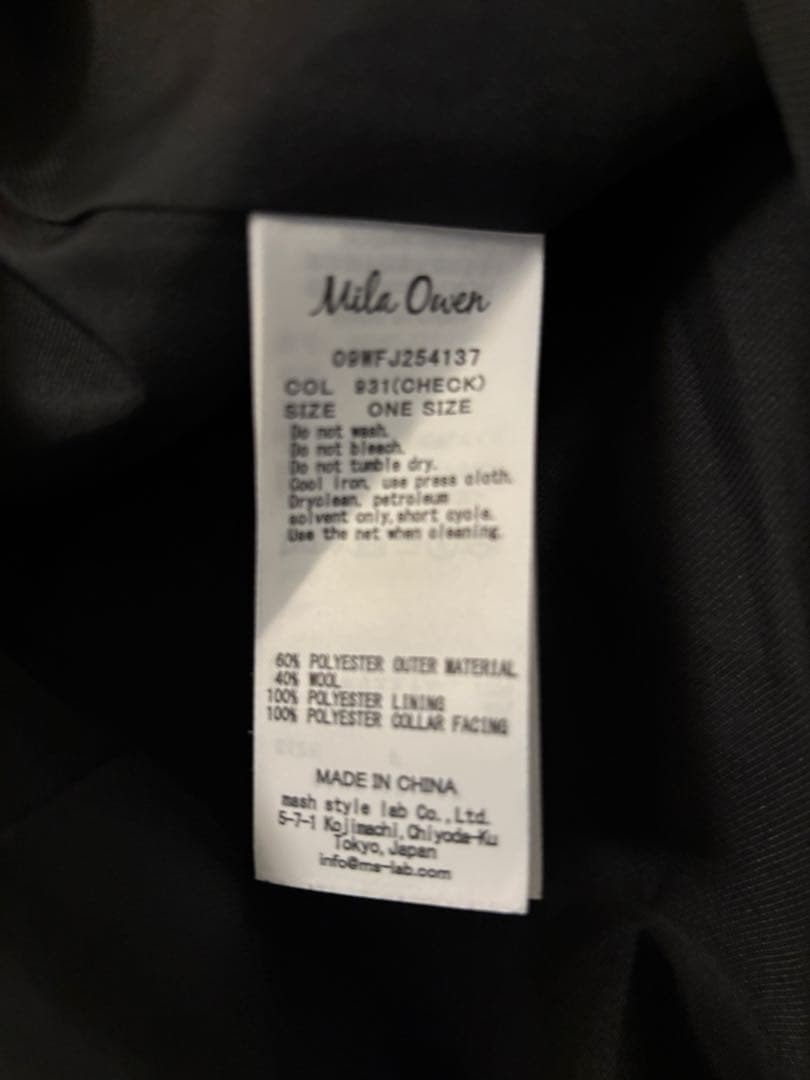 Mila Owen
09WFJ254137
COL 931(CHECK)
SIZE ONE SIZE
Do not wash.
Do not bleach.
Do not tumble dry.
Cool iron, use press cloth.
Dryclean, petroleum
solvent only, short cycle.
Use the net when cleaning.
60% POLYESTER OUTER MATERIAL
40% WOOL
100% POLYESTER LINING
100% POLYESTER COLLAR FACING
MADE IN CHINA
mash style lab Co.,Ltd.
5-7-1 Kojimachi,Chiyoda-Ku
Tokyo,Japan
info@ms-lab.com